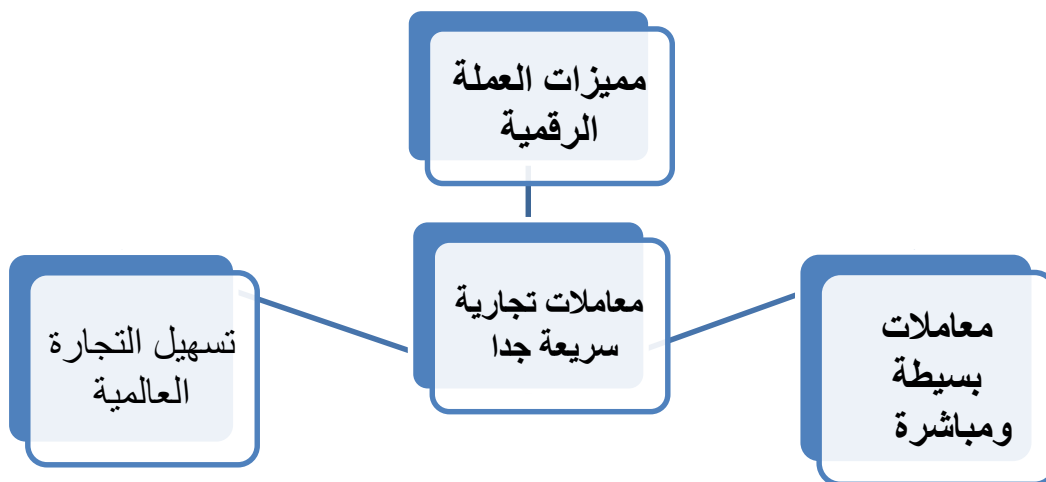 مميزات العملة
الرقمية
معاملات تجارية
سريعة جدا
معاملات
بسيطة
ومباشرة
تسهيل التجارة
العالمية